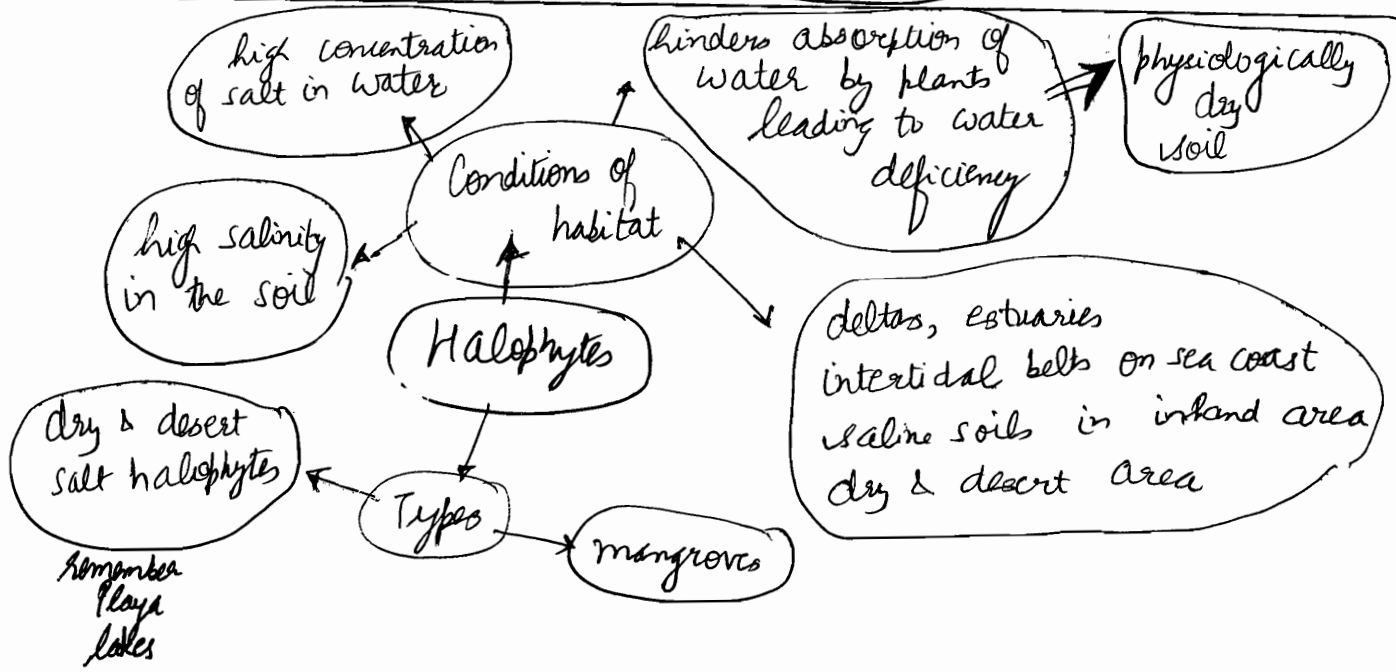 high concentration
of salt in water
hinders absorption of
water by plants
leading to water
deficiency
physiologically
dry
soil
Conditions of
habitat
high salinity
in the soil
Halophytes
deltas, estuaries
intertidal belts on sea coast
saline soils in inland area
dry & desert area
dry & desert
salt halophytes
Types
mangroves
remember
Playa
lakes